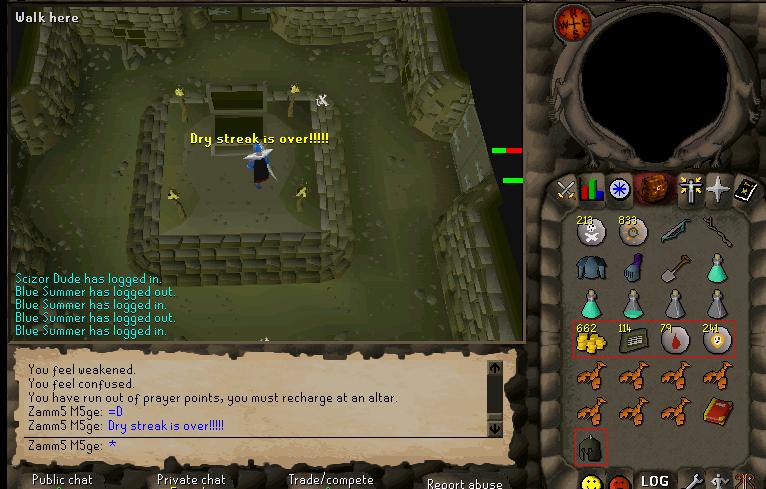 Walk here
Dry streak is over!!!!!
Scizor Dude has logged in.
Blue Summer has logged out.
Blue Summer has logged in.
Blue Summer has logged out.
Blue Summer has logged in.
You feel weakened.
You feel confused.
You have run out of prayer points, you must recharge at an altar.
Zamm5 M5ge: =D
Zamm5 M5ge: Dry streak is over!!!!!
Zamm5 M5ge: *
Public chat
Private chat
Trade/compete
Report abuse
N
W
E
S
213
833
662
114
79
241
LOG